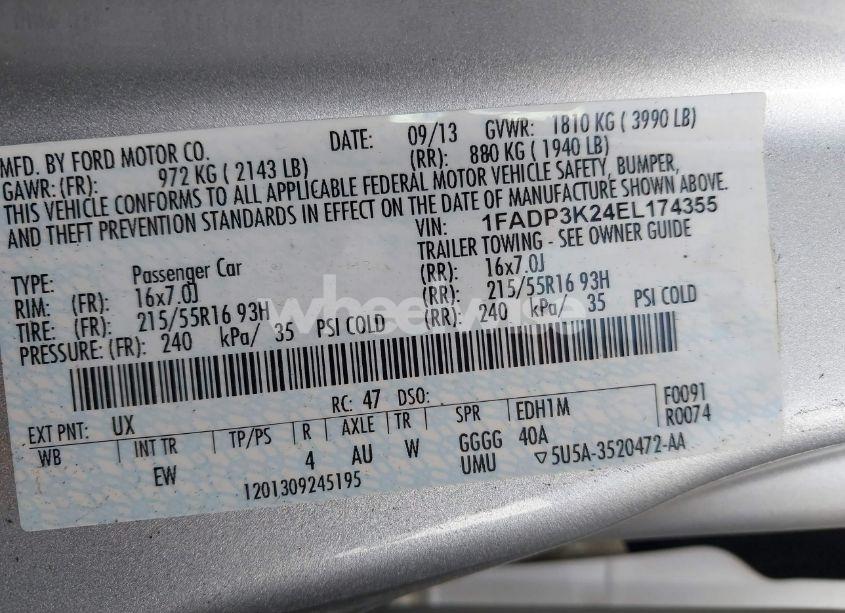 MFD. BY FORD MOTOR CO. DATE: 09/13 GVWR: 1810 KG ( 3990 LB)
GAWR: (FR): 972 KG ( 2143 LB) (RR): 880 KG ( 1940 LB)
THIS VEHICLE CONFORMS TO ALL APPLICABLE FEDERAL MOTOR VEHICLE SAFETY, BUMPER,
AND THEFT PREVENTION STANDARDS IN EFFECT ON THE DATE OF MANUFACTURE SHOWN ABOVE.
VIN: 1FADP3K24EL174355
TRAILER TOWING - SEE OWNER GUIDE
TYPE: Passenger Car
RIM: (FR): 16x7.0J (RR): 16x7.0J
TIRE: (FR): 215/55R16 93H (RR): 215/55R16 93H
PRESSURE: (FR): 240 kPa/ 35 PSI COLD (RR): 240 kPa/ 35 PSI COLD
EXT PNT: UX RC: 47 DSO: F0091
WB INT TR TP/PS R AXLE TR SPR EDH1M R0074
EW 4 AU W GGGG 40A
UMU ▽5U5A-3520472-AA
1201309245195